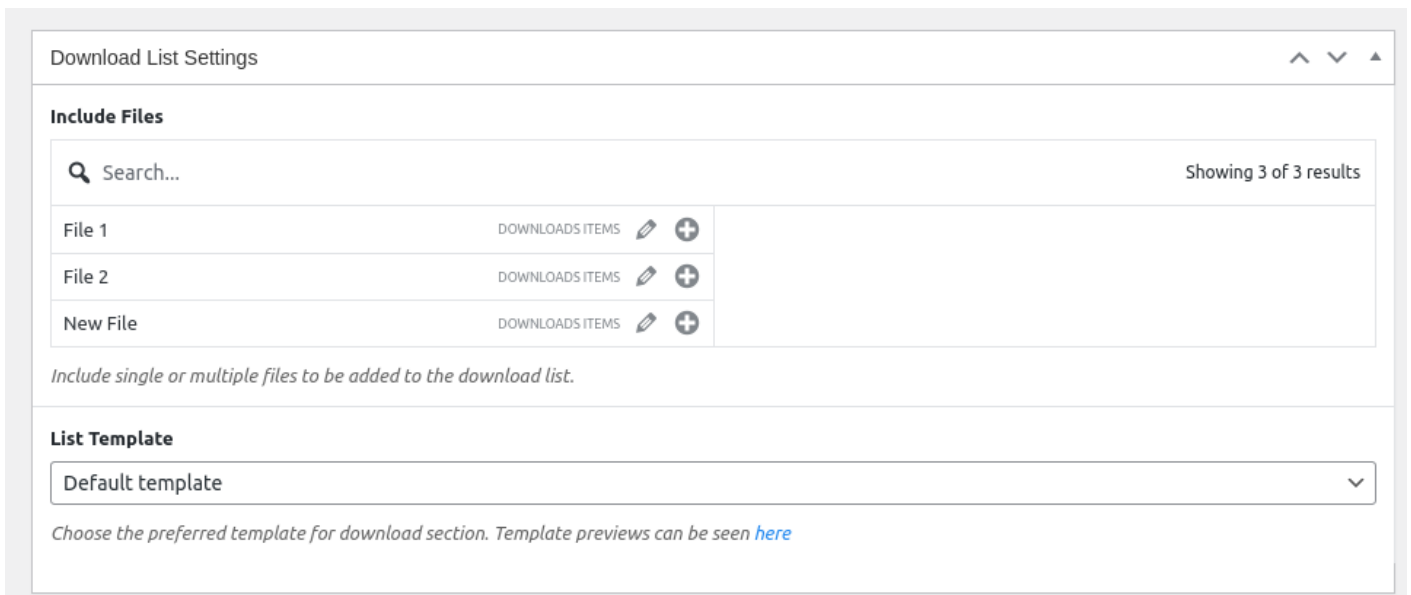 Download List Settings
Include Files
Search...
Showing 3 of 3 results
File 1 DOWNLOADS ITEMS
File 2 DOWNLOADS ITEMS
New File DOWNLOADS ITEMS
Include single or multiple files to be added to the download list.
List Template
Default template
Choose the preferred template for download section. Template previews can be seen here